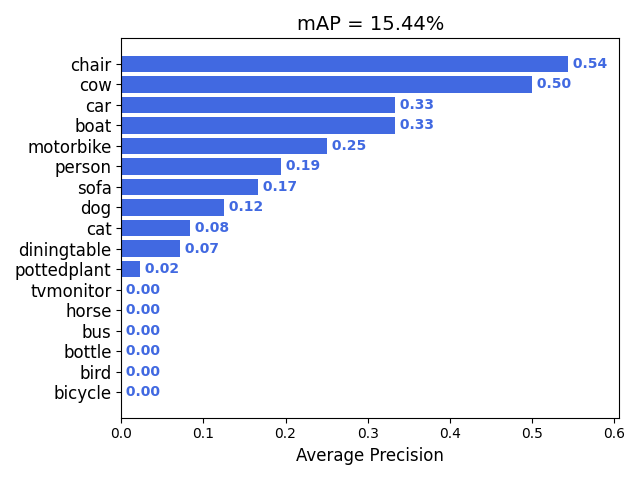 mAP = 15.44%
chair 0.54
cow 0.50
car 0.33
boat 0.33
motorbike 0.25
person 0.19
sofa 0.17
dog 0.12
cat 0.08
diningtable 0.07
pottedplant 0.02
tvmonitor 0.00
horse 0.00
bus 0.00
bottle 0.00
bird 0.00
bicycle 0.00
0.0 0.1 0.2 0.3 0.4 0.5 0.6
Average Precision